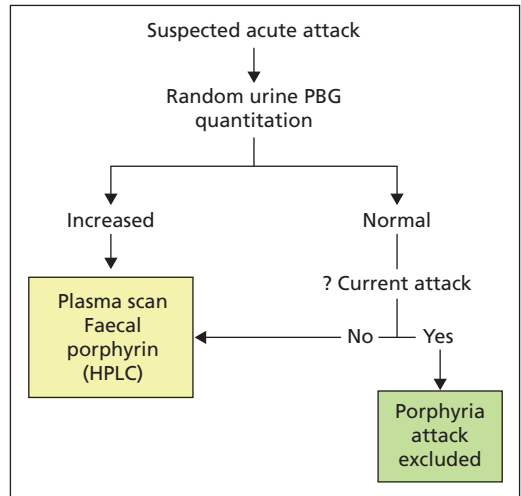 Suspected acute attack
Random urine PBG
quantitation
Increased
Normal
? Current attack
Plasma scan
Faecal
porphyrin
(HPLC)
No
Yes
Porphyria
attack
excluded